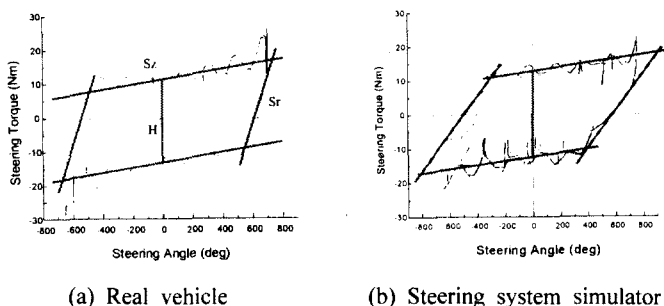 30
20
10
0
-10
-20
-30
Steering Torque (Nm)
Sz
H
Sr
-800 -600 -400 -200 0 200 400 600 800
Steering Angle (deg)
(a) Real vehicle
30
20
10
0
-10
-20
-30
Steering Torque (Nm)
-800 -600 -400 -200 0 200 400 600 800
Steering Angle (deg)
(b) Steering system simulator